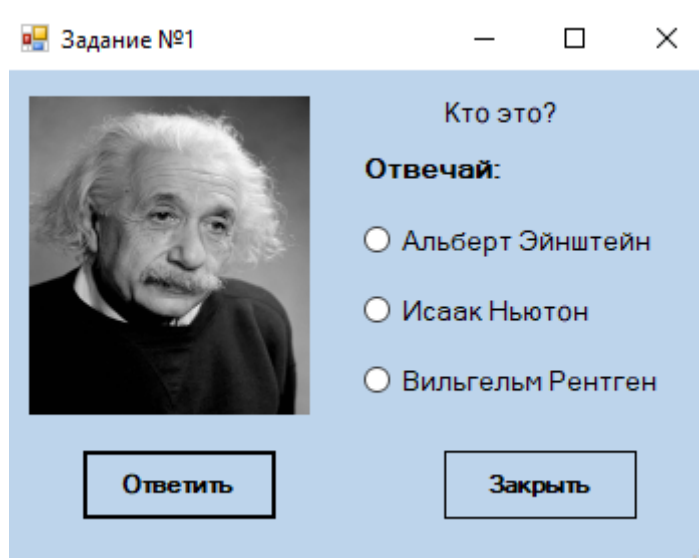 Задание №1
Кто это?
Отвечай:
Альберт Эйнштейн
Исаак Ньютон
Вильгельм Рентген
Ответить
Закрыть